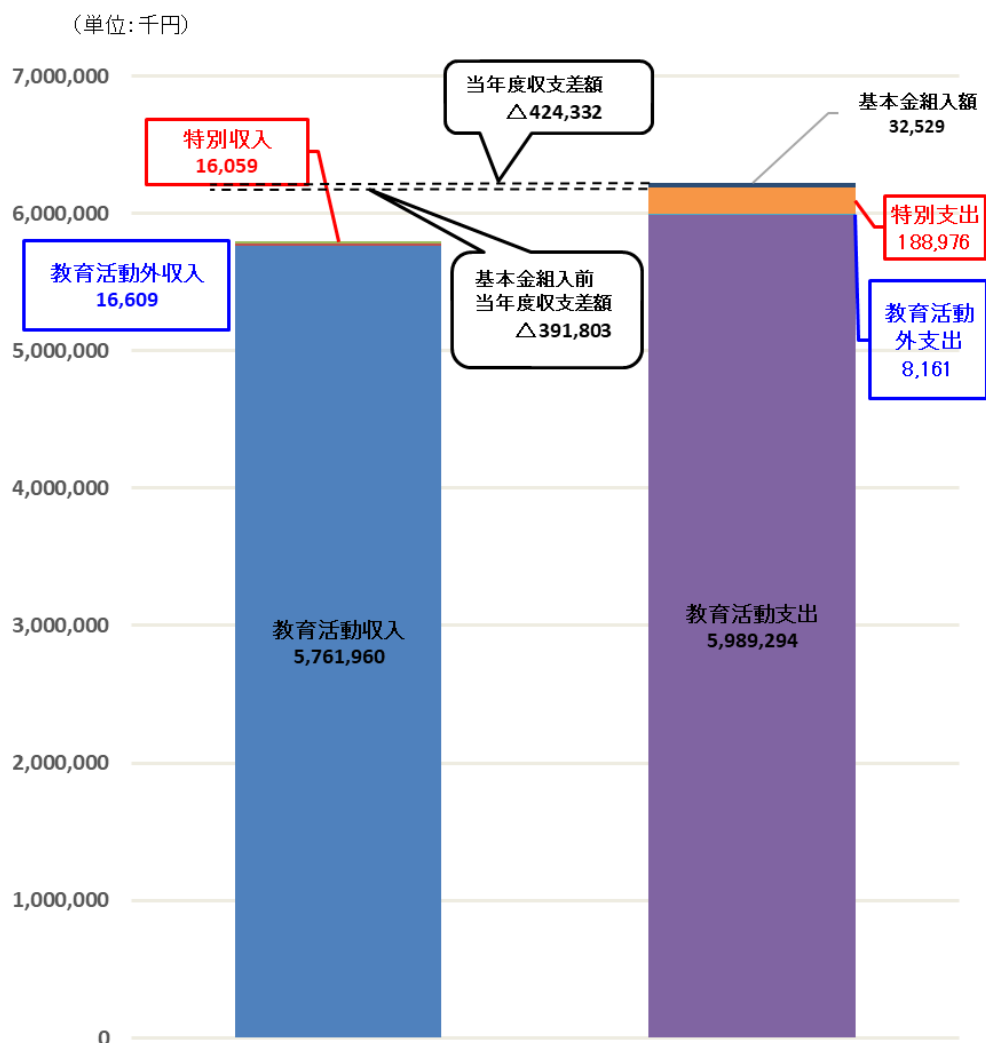 (単位:千円)
7,000,000
6,000,000
5,000,000
4,000,000
3,000,000
2,000,000
1,000,000
0
当年度収支差額
△424,332
基本金組入額
32,529
特別収入
16,059
特別支出
188,976
教育活動外収入
16,609
基本金組入前
当年度収支差額
△391,803
教育活動
外支出
8,161
教育活動収入
5,761,960
教育活動支出
5,989,294